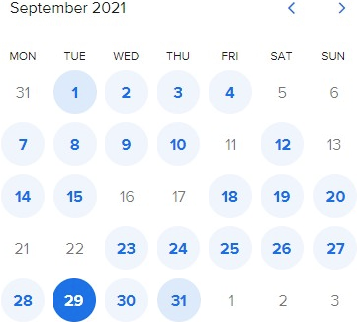 September 2021
MON TUE WED THU FRI SAT SUN
31 1 2 3 4 5 6
7 8 9 10 11 12 13
14 15 16 17 18 19 20
21 22 23 24 25 26 27
28 29 30 31 1 2 3